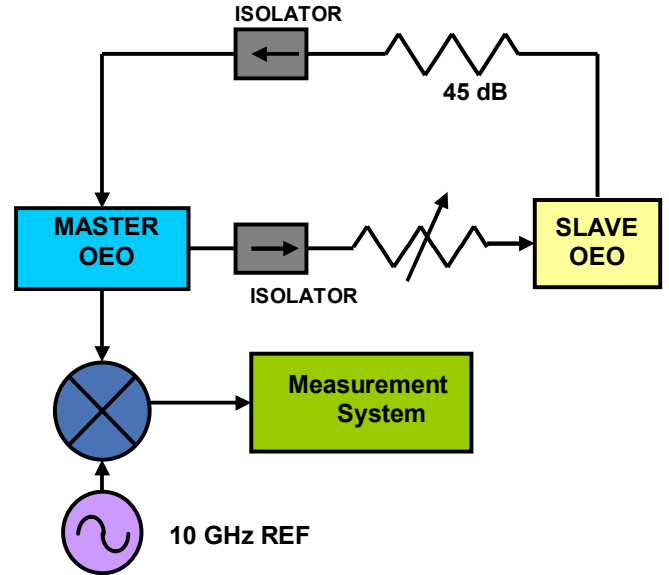 ISOLATOR
45 dB
MASTER
OEO
SLAVE
OEO
ISOLATOR
Measurement
System
10 GHz REF